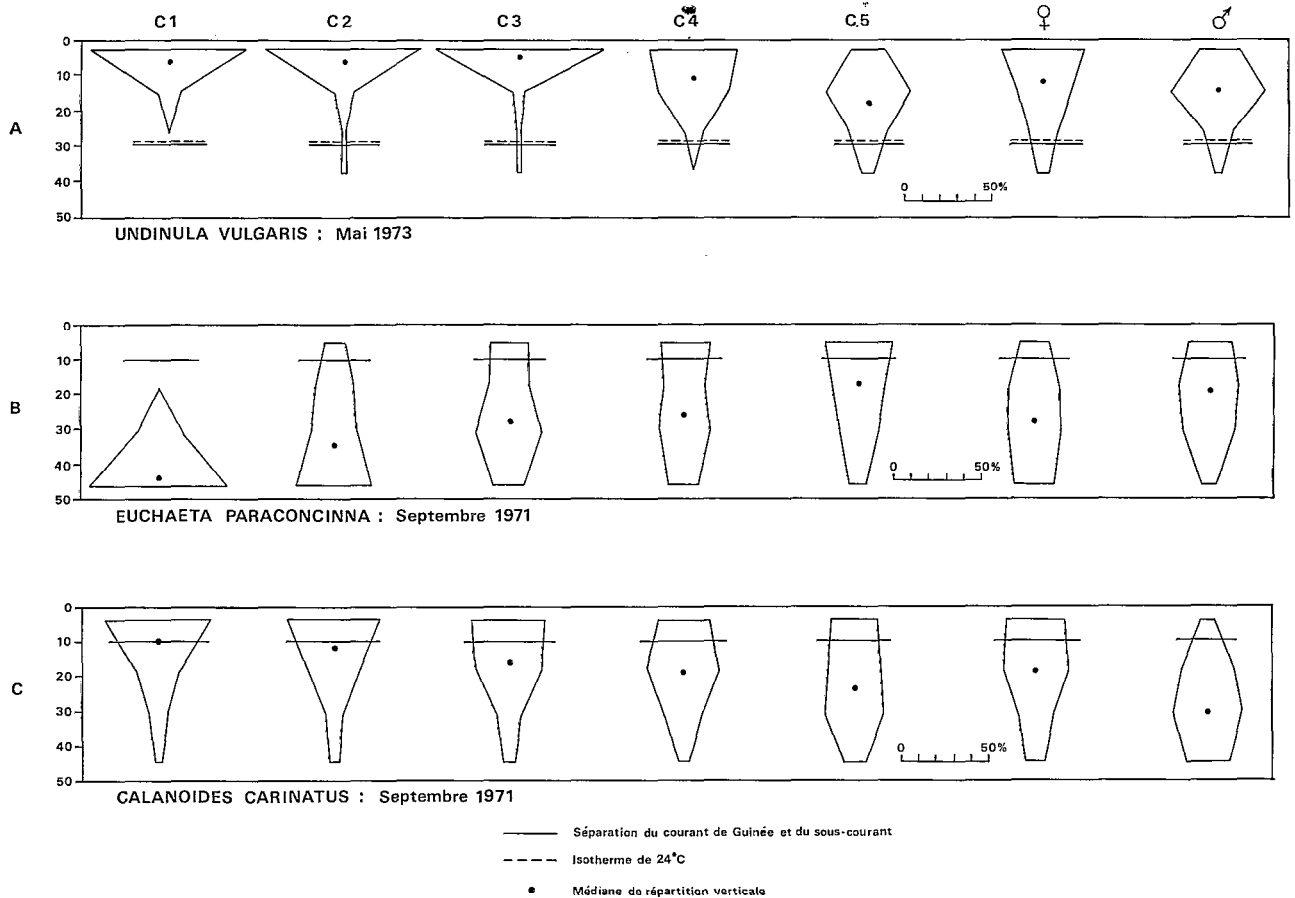 C1 C2 C3 C4 C.5 ♀ ♂
A
0
10
20
30
40
50
0 50%
UNDINULA VULGARIS : Mai 1973
B
0
10
20
30
40
50
0 50%
EUCHAETA PARACONCINNA : Septembre 1971
C
0
10
20
30
40
50
0 50%
CALANOIDES CARINATUS : Septembre 1971
Séparation du courant de Guinée et du sous-courant
Isotherme de 24°C
Médiane de répartition verticale